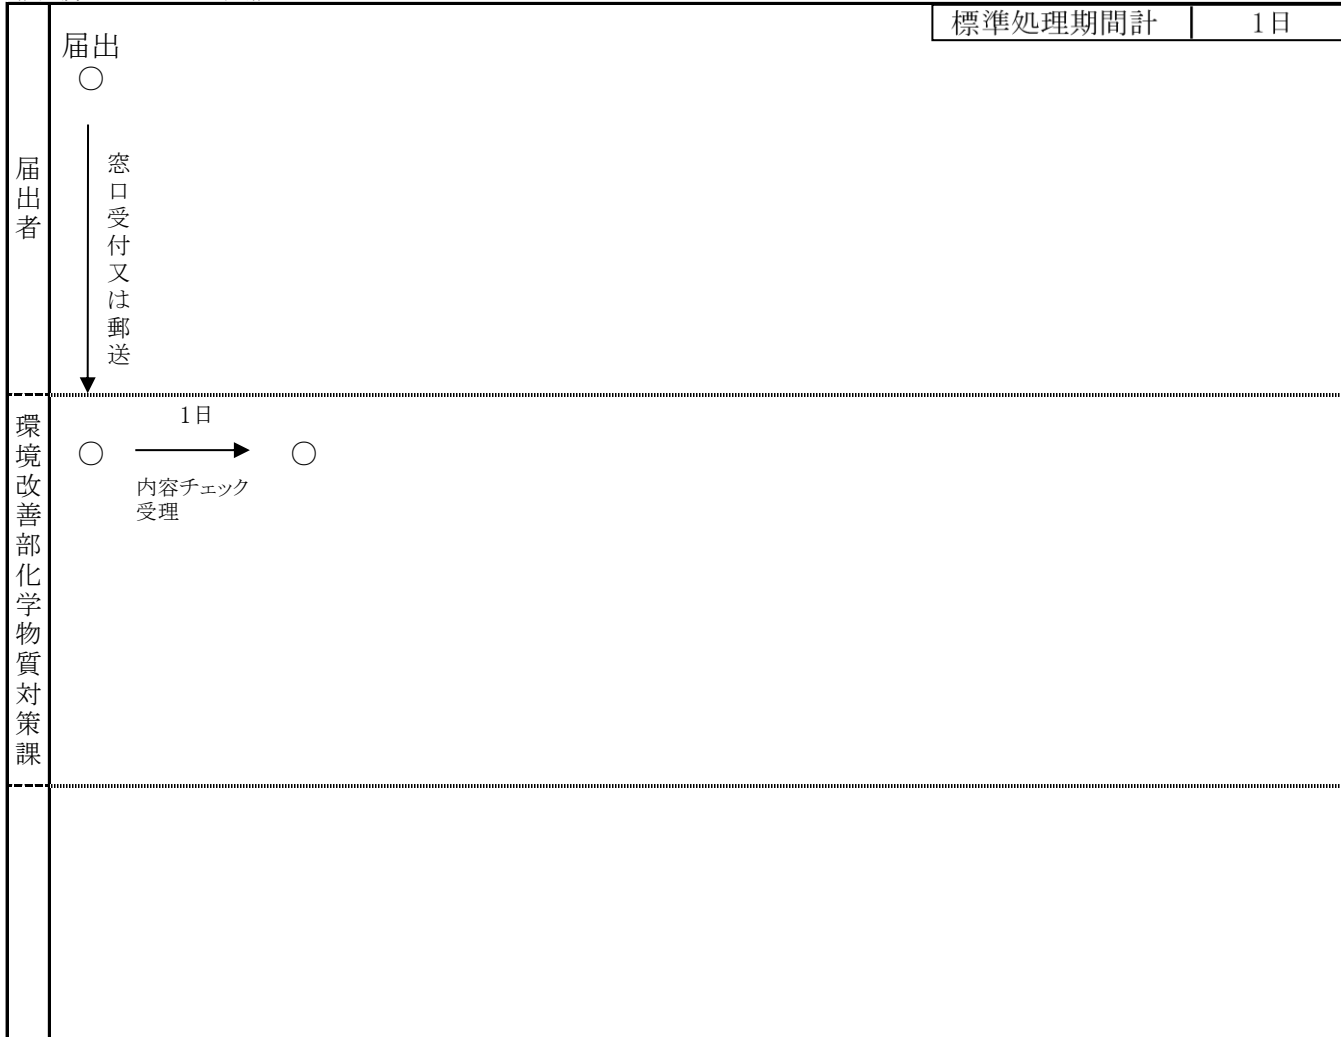 標準処理期間計 1日
届出
○
届出者
窓口受付又は郵送
環境改善部化学物質対策課
1日
○ ○
内容チェック
受理